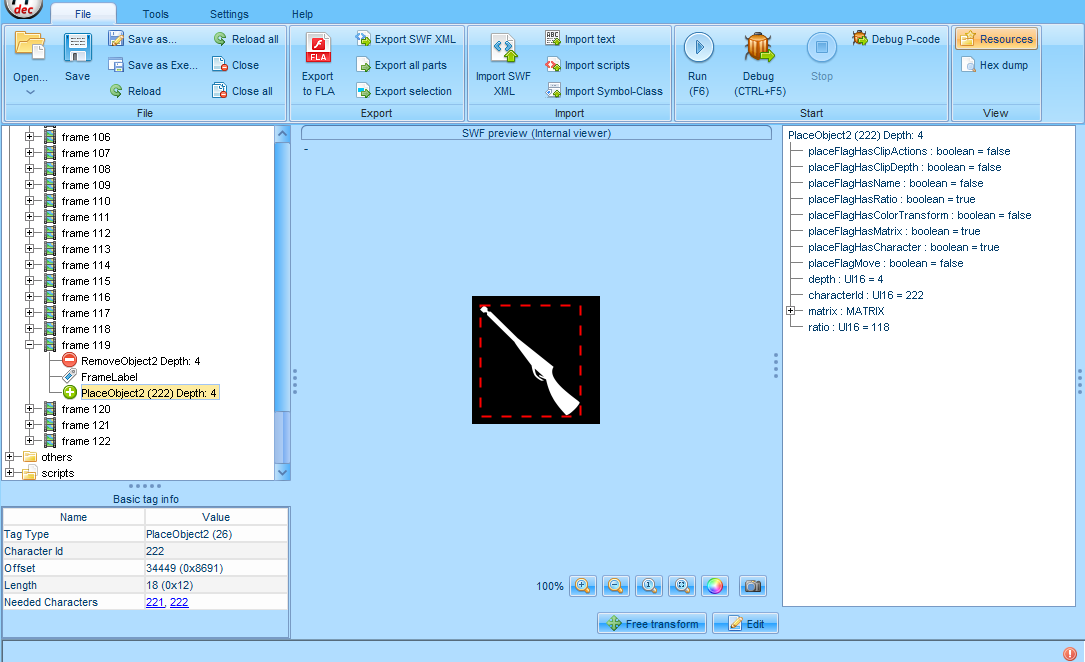 dec
File
Tools
Settings
Help
Open...
Save
Save as...
Save as Exe...
Reload
Reload all
Close
Close all
File
FLA
Export
to FLA
Export SWF XML
Export all parts
Export selection
Export
Import SWF
XML
ABC
Import text
Import scripts
Import Symbol-Class
Import
Run
(F6)
Debug
(CTRL+F5)
Stop
Debug P-code
Start
Resources
Hex dump
View
frame 106
frame 107
frame 108
frame 109
frame 110
frame 111
frame 112
frame 113
frame 114
frame 115
frame 116
frame 117
frame 118
frame 119
RemoveObject2 Depth: 4
FrameLabel
PlaceObject2 (222) Depth: 4
frame 120
frame 121
frame 122
others
scripts
Basic tag info
Name Value
Tag Type PlaceObject2 (26)
Character Id 222
Offset 34449 (0x8691)
Length 18 (0x12)
Needed Characters 221, 222
SWF preview (Internal viewer)
-
100%
Free transform
Edit
PlaceObject2 (222) Depth: 4
placeFlagHasClipActions : boolean = false
placeFlagHasClipDepth : boolean = false
placeFlagHasName : boolean = false
placeFlagHasRatio : boolean = true
placeFlagHasColorTransform : boolean = false
placeFlagHasMatrix : boolean = true
placeFlagHasCharacter : boolean = true
placeFlagMove : boolean = false
depth : UI16 = 4
characterId : UI16 = 222
matrix : MATRIX
ratio : UI16 = 118